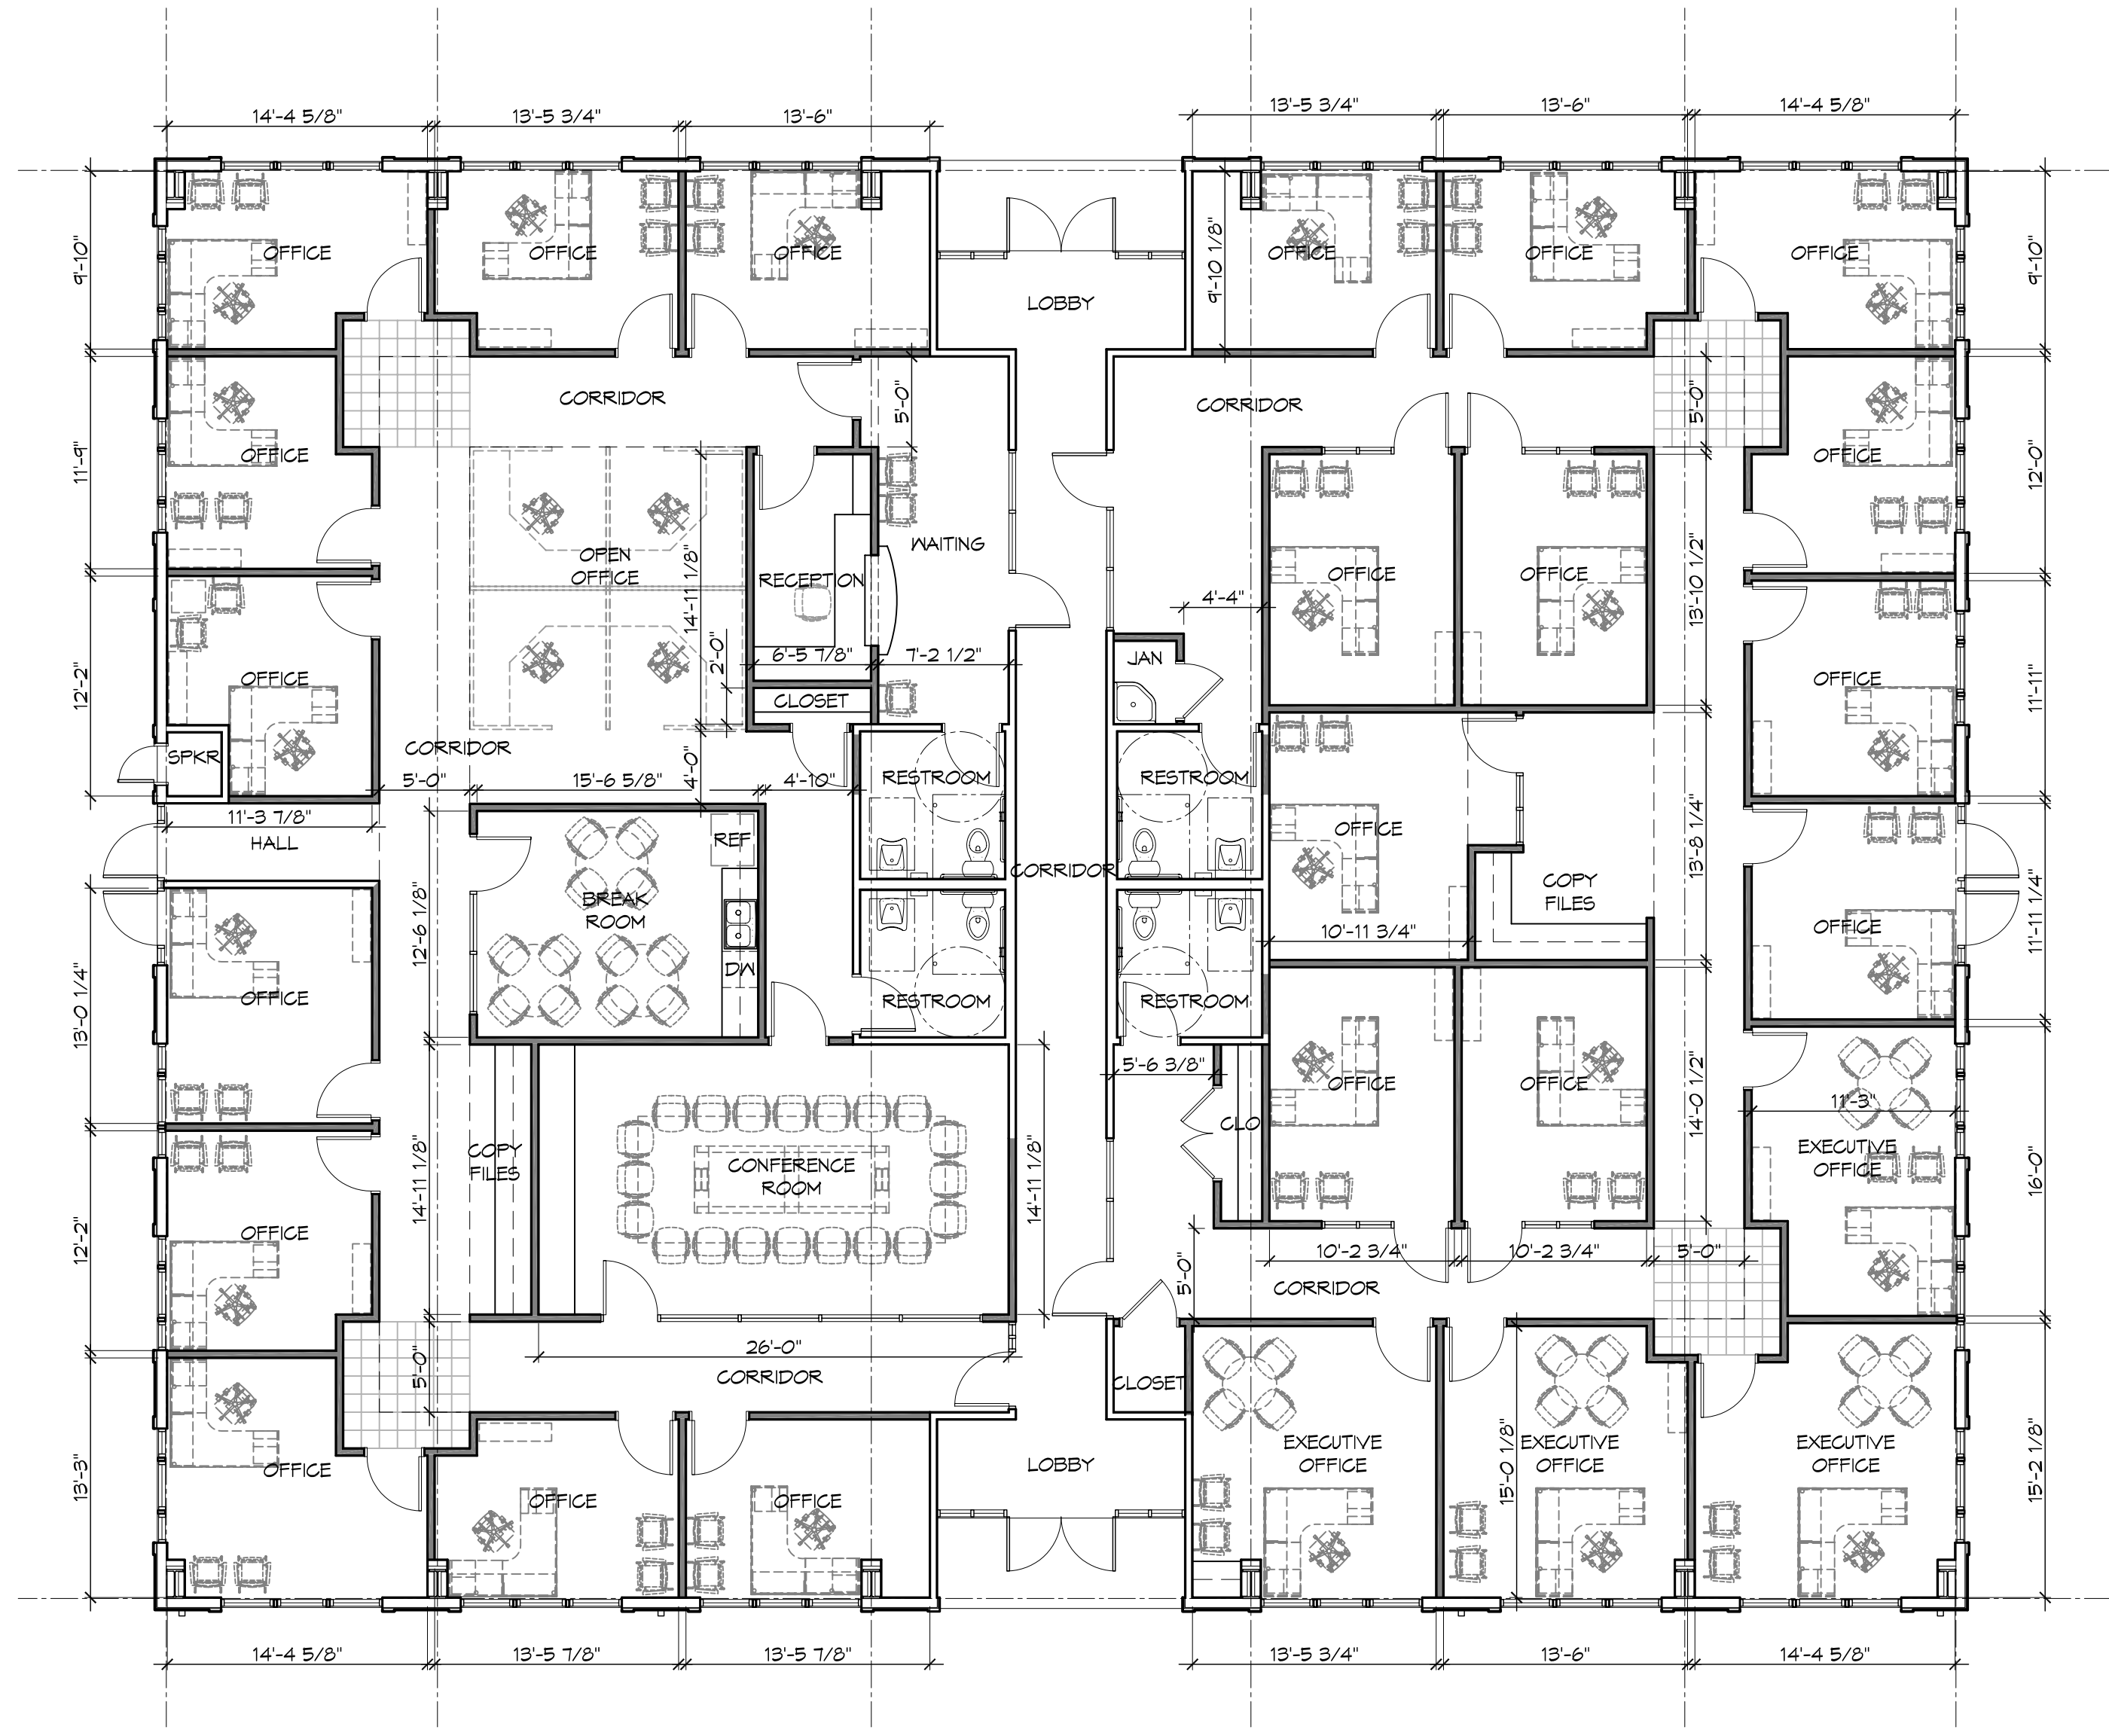 14'-4 5/8"
13'-5 3/4"
13'-6"
13'-5 3/4"
13'-6"
14'-4 5/8"
9'-10"
OFFICE
OFFICE
OFFICE
LOBBY
9'-10 1/8"
OFFICE
OFFICE
OFFICE
9'-10"
CORRIDOR
5'-0"
CORRIDOR
5'-0"
11'-9"
OFFICE
OFFICE
12'-0"
OPEN
OFFICE
14'-11 1/8"
RECEPTION
WAITING
4'-4"
OFFICE
OFFICE
13'-10 1/2"
12'-2"
OFFICE
2'-0"
6'-5 7/8"
7'-2 1/2"
JAN
OFFICE
11'-11"
CLOSET
SPKR
CORRIDOR
5'-0"
15'-6 5/8"
4'-0"
4'-10"
RESTROOM
RESTROOM
11'-3 7/8"
HALL
REF
OFFICE
13'-8 1/4"
CORRIDOR
12'-6 1/8"
BREAK
ROOM
COPY
FILES
10'-11 3/4"
OFFICE
11'-11 1/4"
DW
13'-0 1/4"
OFFICE
RESTROOM
RESTROOM
5'-6 3/8"
OFFICE
OFFICE
14'-0 1/2"
11'-3"
CLO
14'-11 1/8"
COPY
FILES
CONFERENCE
ROOM
14'-11 1/8"
EXECUTIVE
OFFICE
16'-0"
12'-2"
OFFICE
10'-2 3/4"
10'-2 3/4"
5'-0"
5'-0"
CORRIDOR
5'-0"
26'-0"
CORRIDOR
CLOSET
13'-3"
OFFICE
OFFICE
OFFICE
LOBBY
EXECUTIVE
OFFICE
15'-0 1/8"
EXECUTIVE
OFFICE
EXECUTIVE
OFFICE
15'-2 1/8"
14'-4 5/8"
13'-5 7/8"
13'-5 7/8"
13'-5 3/4"
13'-6"
14'-4 5/8"